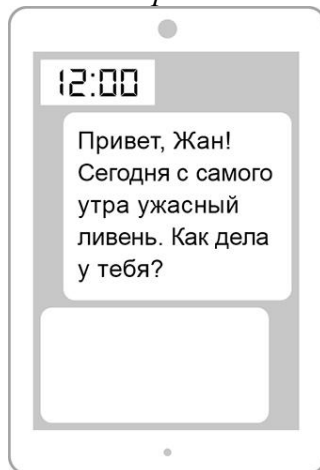 12:00
Привет, Жан!
Сегодня с самого
утра ужасный
ливень. Как дела
у тебя?